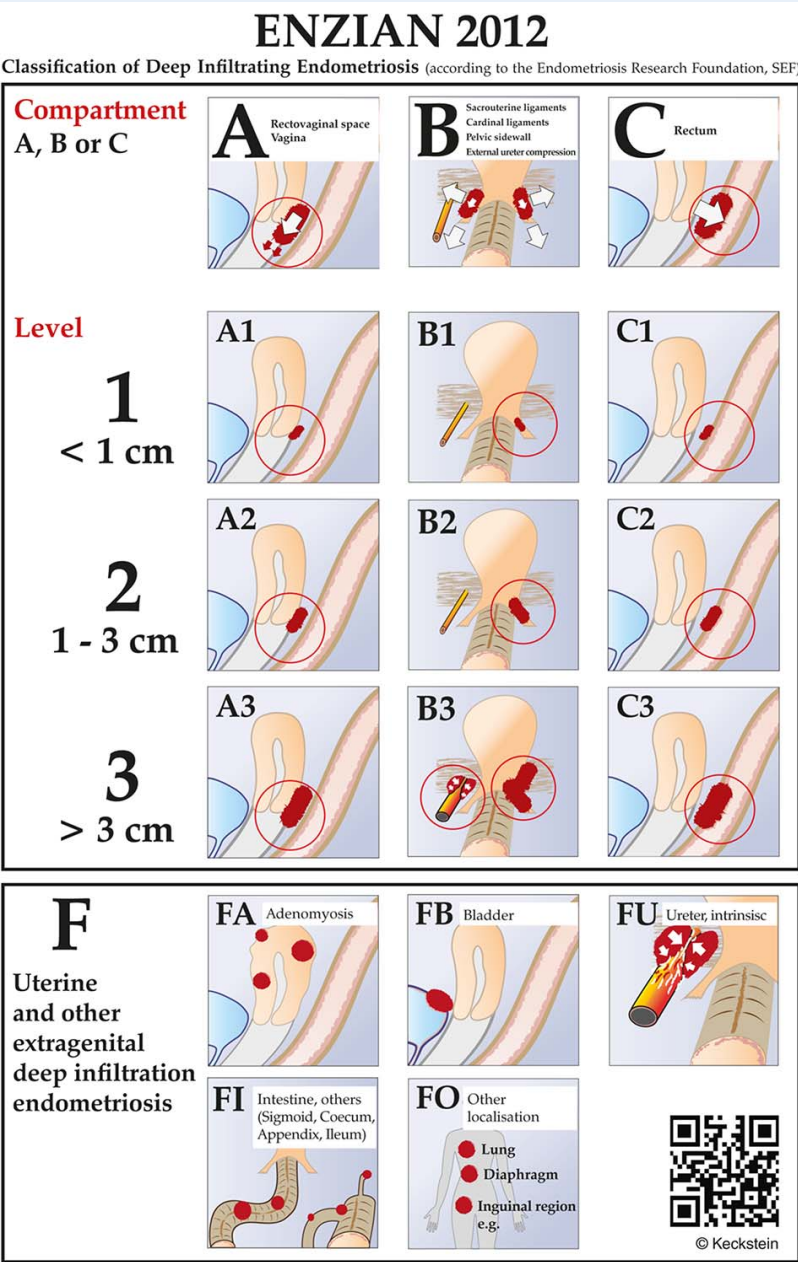 ENZIAN 2012
Classification of Deep Infiltrating Endometriosis (according to the Endometriosis Research Foundation, SEF)
Compartment
A, B or C
A
Rectovaginal space
Vagina
B
Sacrouterine ligaments
Cardinal ligaments
Pelvic sidewall
External ureter compression
C
Rectum
Level
1
< 1 cm
A1
B1
C1
2
1 - 3 cm
A2
B2
C2
3
> 3 cm
A3
B3
C3
F
Uterine
and other
extragenital
deep infiltration
endometriosis
FA
Adenomyosis
FB
Bladder
FU
Ureter, intrinsisc
FI
Intestine, others
(Sigmoid, Coecum,
Appendix, Ileum)
FO
Other
localisation
Lung
Diaphragm
Inguinal region
e.g.
© Keckstein